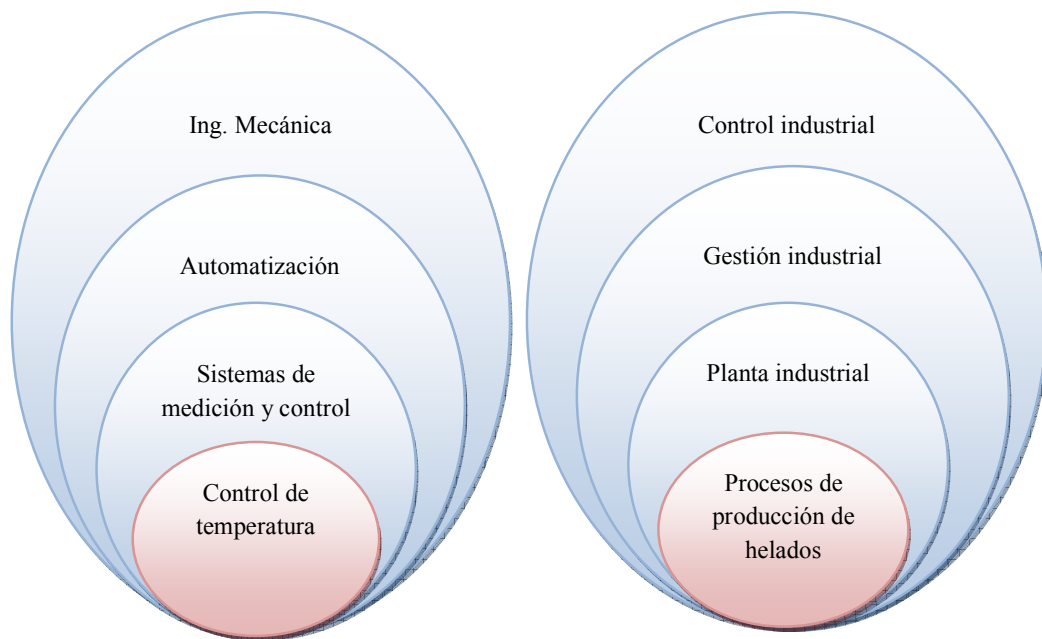 Ing. Mecánica
Automatización
Sistemas de
medición y control
Control de
temperatura
Control industrial
Gestión industrial
Planta industrial
Procesos de
producción de
helados